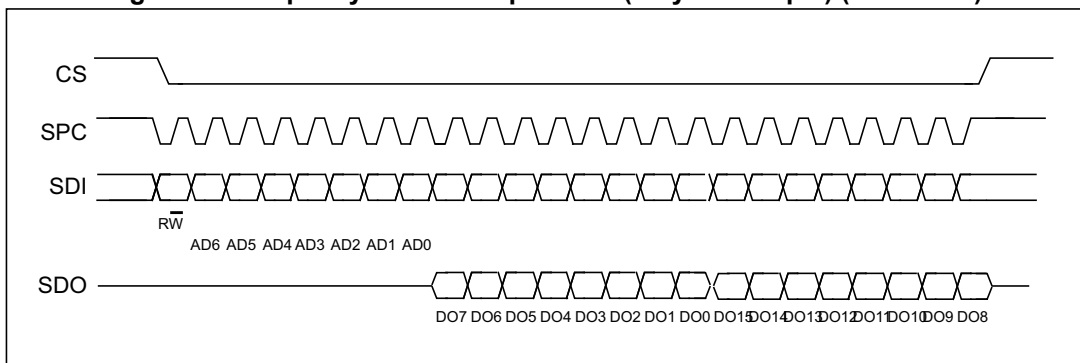 CS
SPC
SDI
RW
AD6 AD5 AD4 AD3 AD2 AD1 AD0
SDO
DO7 DO6 DO5 DO4 DO3 DO2 DO1 DO0 DO15 DO14 DO13 DO12 DO11 DO10 DO9 DO8